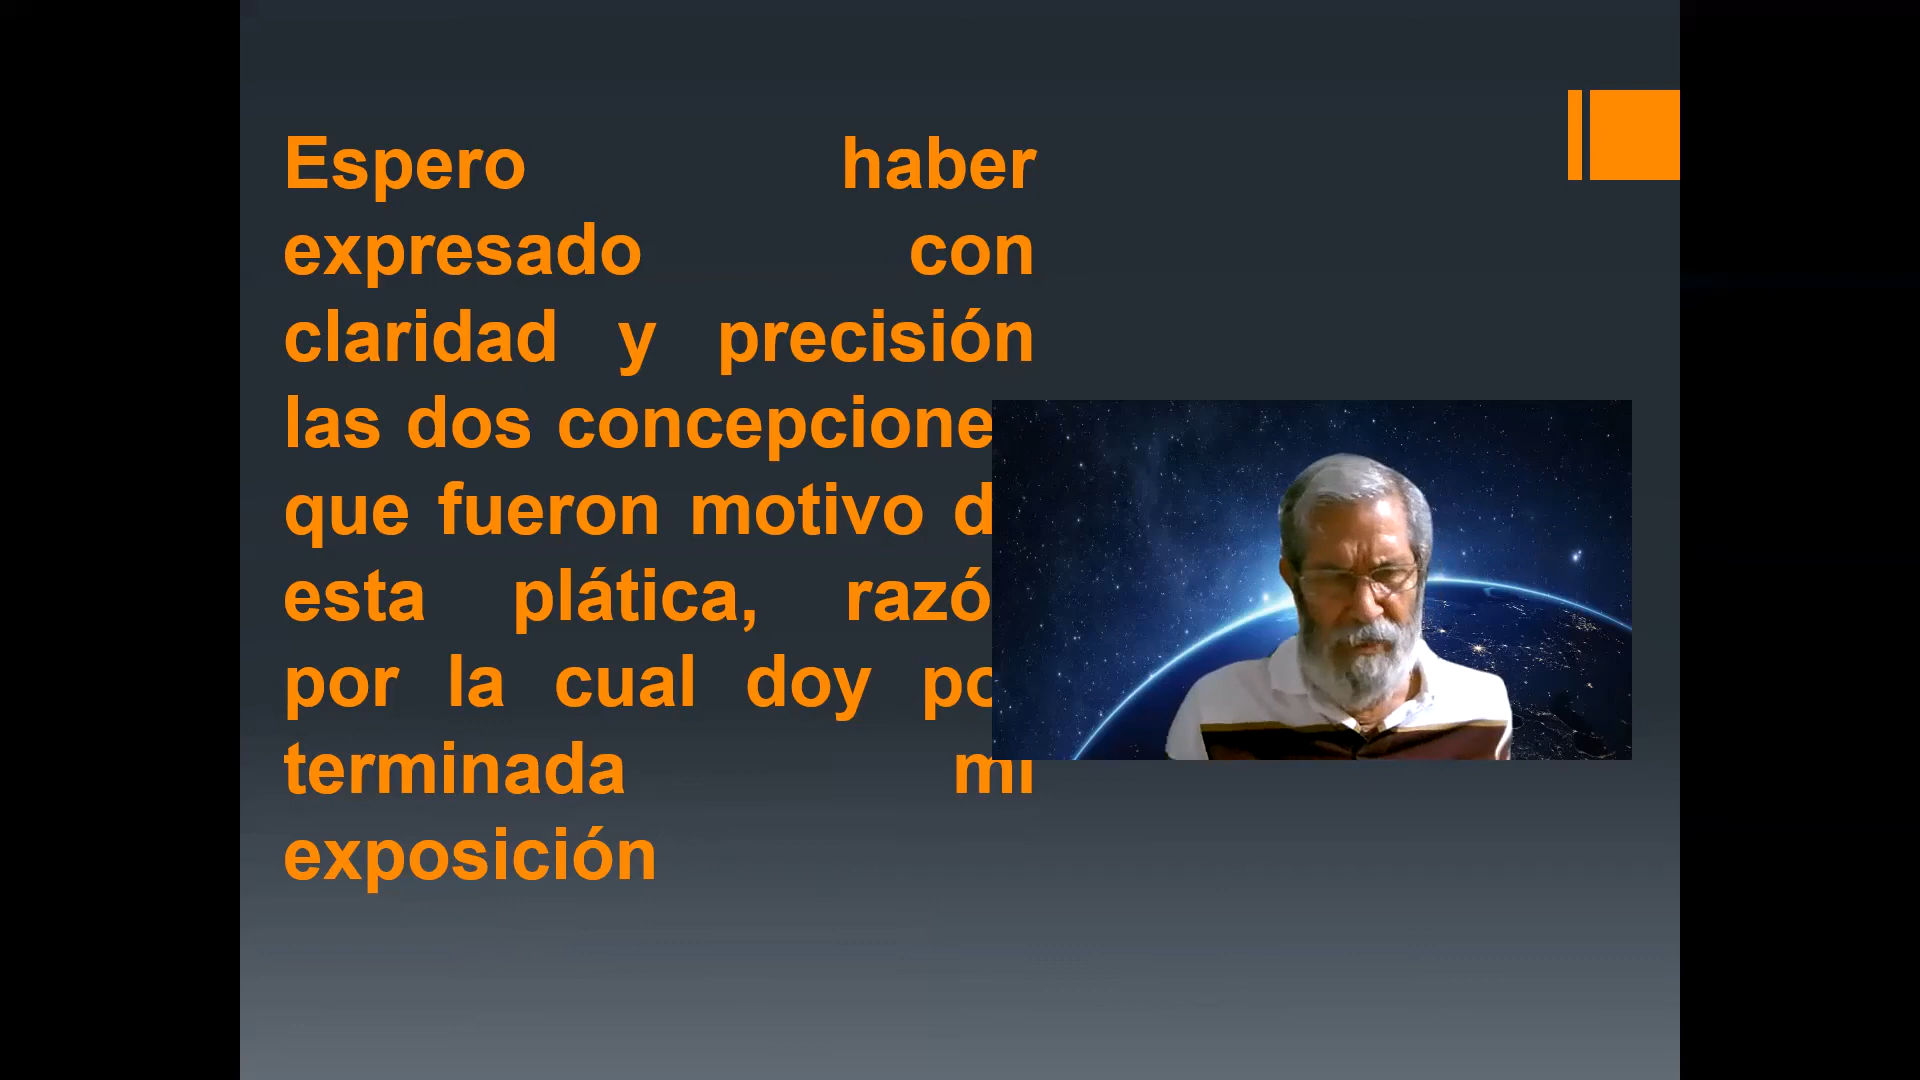 Espero haber
expresado con
claridad y precisión
las dos concepcione
que fueron motivo d
esta plática, razó
por la cual doy po
terminada mi
exposición